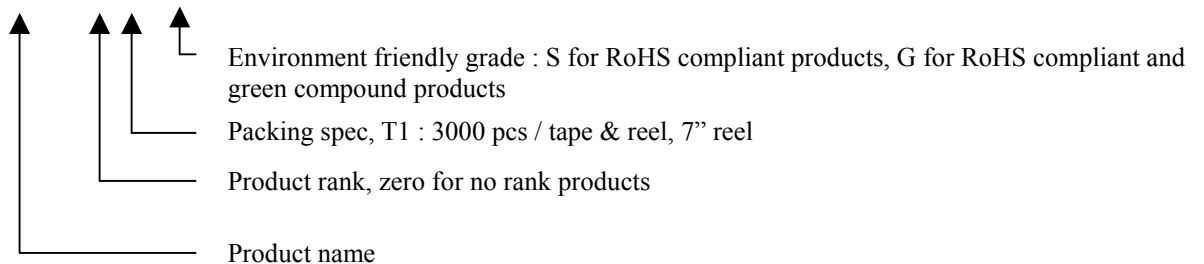 Environment friendly grade : S for RoHS compliant products, G for RoHS compliant and
green compound products
Packing spec, T1 : 3000 pcs / tape & reel, 7” reel
Product rank, zero for no rank products
Product name